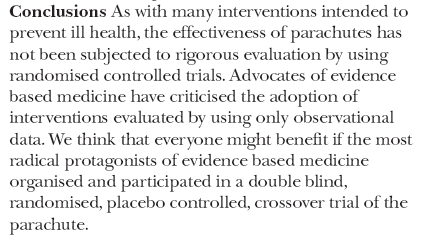 Conclusions As with many interventions intended to
prevent ill health, the effectiveness of parachutes has
not been subjected to rigorous evaluation by using
randomised controlled trials. Advocates of evidence
based medicine have criticised the adoption of
interventions evaluated by using only observational
data. We think that everyone might benefit if the most
radical protagonists of evidence based medicine
organised and participated in a double blind,
randomised, placebo controlled, crossover trial of the
parachute.